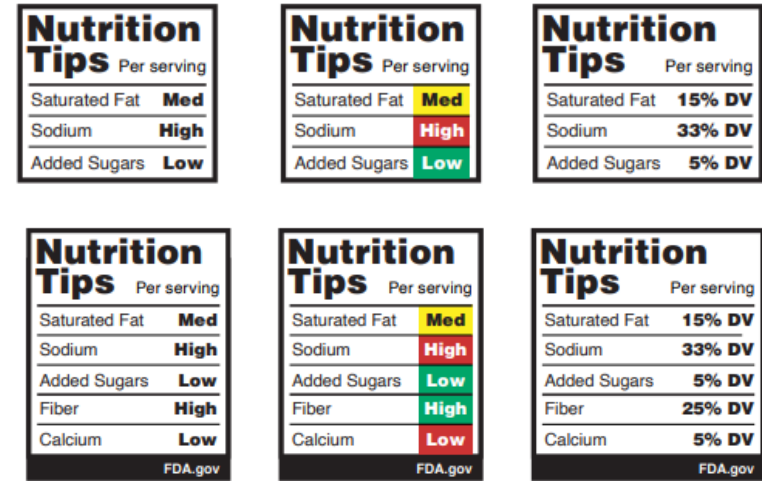 Nutrition
Tips Per serving
Saturated Fat Med
Sodium High
Added Sugars Low
Nutrition
Tips Per serving
Saturated Fat Med
Sodium High
Added Sugars Low
Nutrition
Tips Per serving
Saturated Fat 15% DV
Sodium 33% DV
Added Sugars 5% DV
Nutrition
Tips Per serving
Saturated Fat Med
Sodium High
Added Sugars Low
Fiber High
Calcium Low
FDA.gov
Nutrition
Tips Per serving
Saturated Fat Med
Sodium High
Added Sugars Low
Fiber High
Calcium Low
FDA.gov
Nutrition
Tips Per serving
Saturated Fat 15% DV
Sodium 33% DV
Added Sugars 5% DV
Fiber 25% DV
Calcium 5% DV
FDA.gov